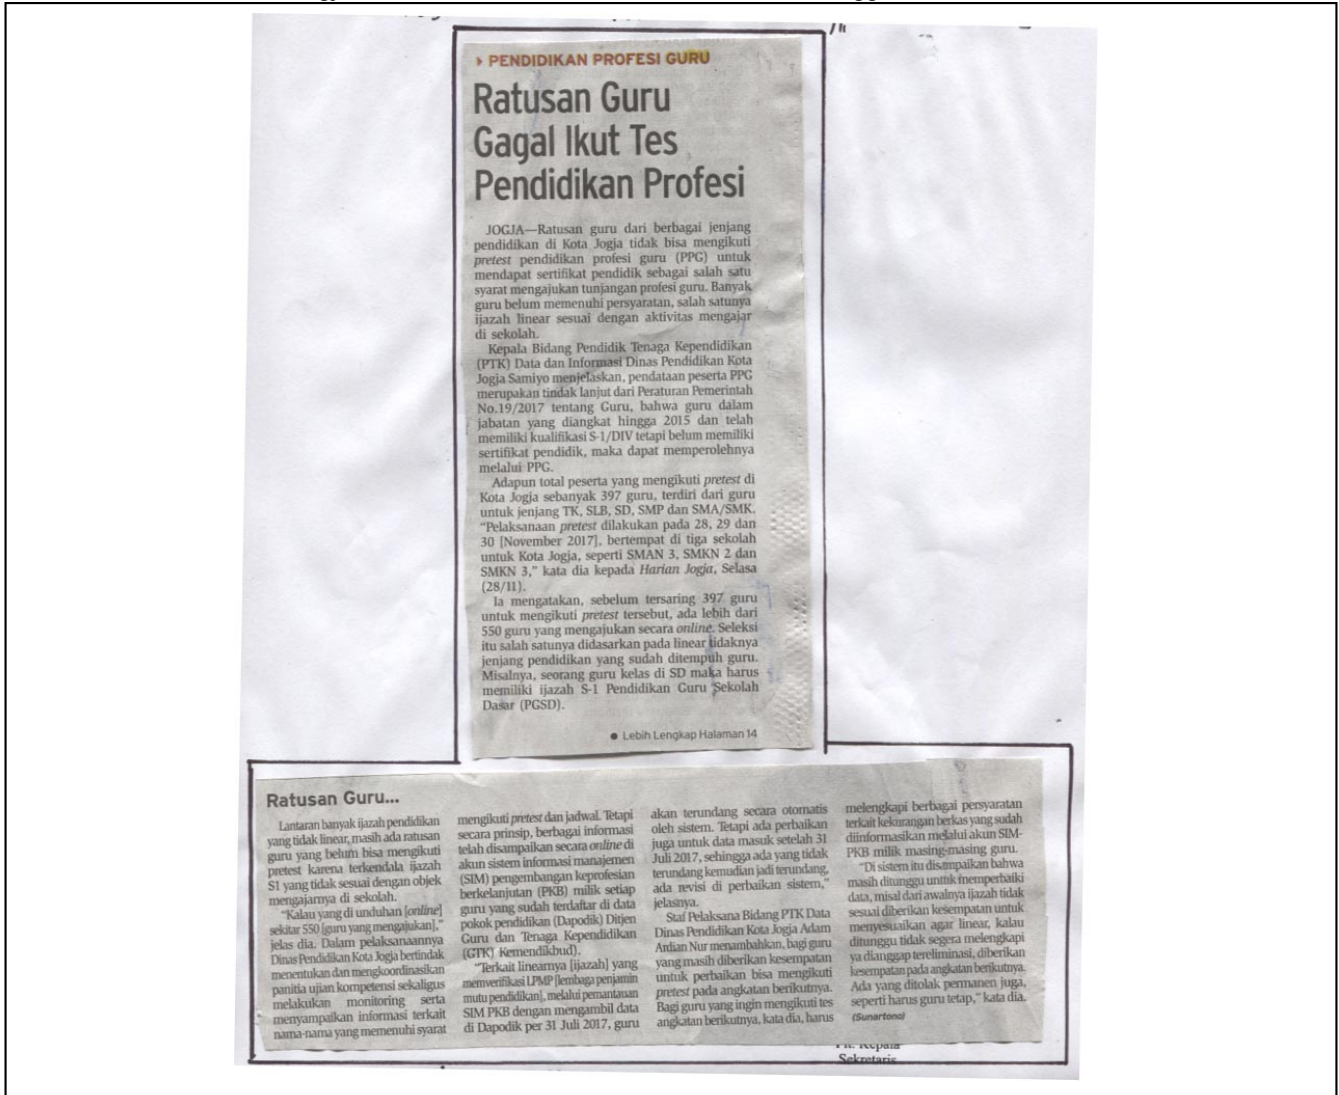 › PENDIDIKAN PROFESI GURU
Ratusan Guru
Gagal Ikut Tes
Pendidikan Profesi
JOGJA—Ratusan guru dari berbagai jenjang
pendidikan di Kota Jogja tidak bisa mengikuti
pretest pendidikan profesi guru (PPG) untuk
mendapat sertifikat pendidik sebagai salah satu
syarat mengajukan tunjangan profesi guru. Banyak
guru belum memenuhi persyaratan, salah satunya
ijazah linear sesuai dengan aktivitas mengajar
di sekolah.
Kepala Bidang Pendidik Tenaga Kependidikan
(PTK) Data dan Informasi Dinas Pendidikan Kota
Jogja Samiyo menjelaskan, pendataan peserta PPG
merupakan tindak lanjut dari Peraturan Pemerintah
No.19/2017 tentang Guru, bahwa guru dalam
jabatan yang diangkat hingga 2015 dan telah
memiliki kualifikasi S-1/DIV tetapi belum memiliki
sertifikat pendidik, maka dapat memperolehnya
melalui PPG.
Adapun total peserta yang mengikuti pretest di
Kota Jogja sebanyak 397 guru, terdiri dari guru
untuk jenjang TK, SLB, SD, SMP dan SMA/SMK.
“Pelaksanaan pretest dilakukan pada 28, 29 dan
30 [November 2017], bertempat di tiga sekolah
untuk Kota Jogja, seperti SMAN 3, SMKN 2 dan
SMKN 3,” kata dia kepada Harian Jogja, Selasa
(28/11).
Ia mengatakan, sebelum tersaring 397 guru
untuk mengikuti pretest tersebut, ada lebih dari
550 guru yang mengajukan secara online. Seleksi
itu salah satunya didasarkan pada linear tidaknya
jenjang pendidikan yang sudah ditempuh guru.
Misalnya, seorang guru kelas di SD maka harus
memiliki ijazah S-1 Pendidikan Guru Sekolah
Dasar (PGSD).
● Lebih Lengkap Halaman 14
Ratusan Guru...
Lantaran banyak ijazah pendidikan
yang tidak linear, masih ada ratusan
guru yang belum bisa mengikuti
pretest karena terkendala ijazah
S1 yang tidak sesuai dengan objek
mengajarnya di sekolah.
“Kalau yang di unduhan [online]
sekitar 550 [guru yang mengajukan],”
jelas dia. Dalam pelaksanaannya
Dinas Pendidikan Kota Jogja bertindak
menentukan dan mengkoordinasikan
panitia ujian kompetensi sekaligus
melakukan monitoring serta
menyampaikan informasi terkait
nama-nama yang memenuhi syarat
mengikuti pretest dan jadwal. Tetapi
secara prinsip, berbagai informasi
telah disampaikan secara online di
akun sistem informasi manajemen
(SIM) pengembangan keprofesian
berkelanjutan (PKB) milik setiap
guru yang sudah terdaftar di data
pokok pendidikan (Dapodik) Ditjen
Guru dan Tenaga Kependidikan
(GTK) Kemendikbud).
“Terkait linearnya [ijazah] yang
memverifikasi LPMP [lembaga penjamin
mutu pendidikan], melalui pemantauan
SIM PKB dengan mengambil data
di Dapodik per 31 Juli 2017, guru
akan terundang secara otomatis
oleh sistem. Tetapi ada perbaikan
juga untuk data masuk setelah 31
Juli 2017, sehingga ada yang tidak
terundang kemudian jadi terundang,
ada revisi di perbaikan sistem,”
jelasnya.
Staf Pelaksana Bidang PTK Data
Dinas Pendidikan Kota Jogja Adam
Ardian Nur menambahkan, bagi guru
yang masih diberikan kesempatan
untuk perbaikan bisa mengikuti
pretest pada angkatan berikutnya.
Bagi guru yang ingin mengikuti tes
angkatan berikutnya, kata dia, harus
melengkapi berbagai persyaratan
terkait kekurangan berkas yang sudah
diinformasikan melalui akun SIM-
PKB milik masing-masing guru.
“Di sistem itu disampaikan bahwa
masih ditunggu untuk memperbaiki
data, misal dari awalnya ijazah tidak
sesuai diberikan kesempatan untuk
menyesuaikan agar linear, kalau
ditunggu tidak segera melengkapi
ya dianggap tereliminasi, diberikan
kesempatan pada angkatan berikutnya.
Ada yang ditolak permanen juga,
seperti harus guru tetap,” kata dia.
(Sunartono)
Sekretaris